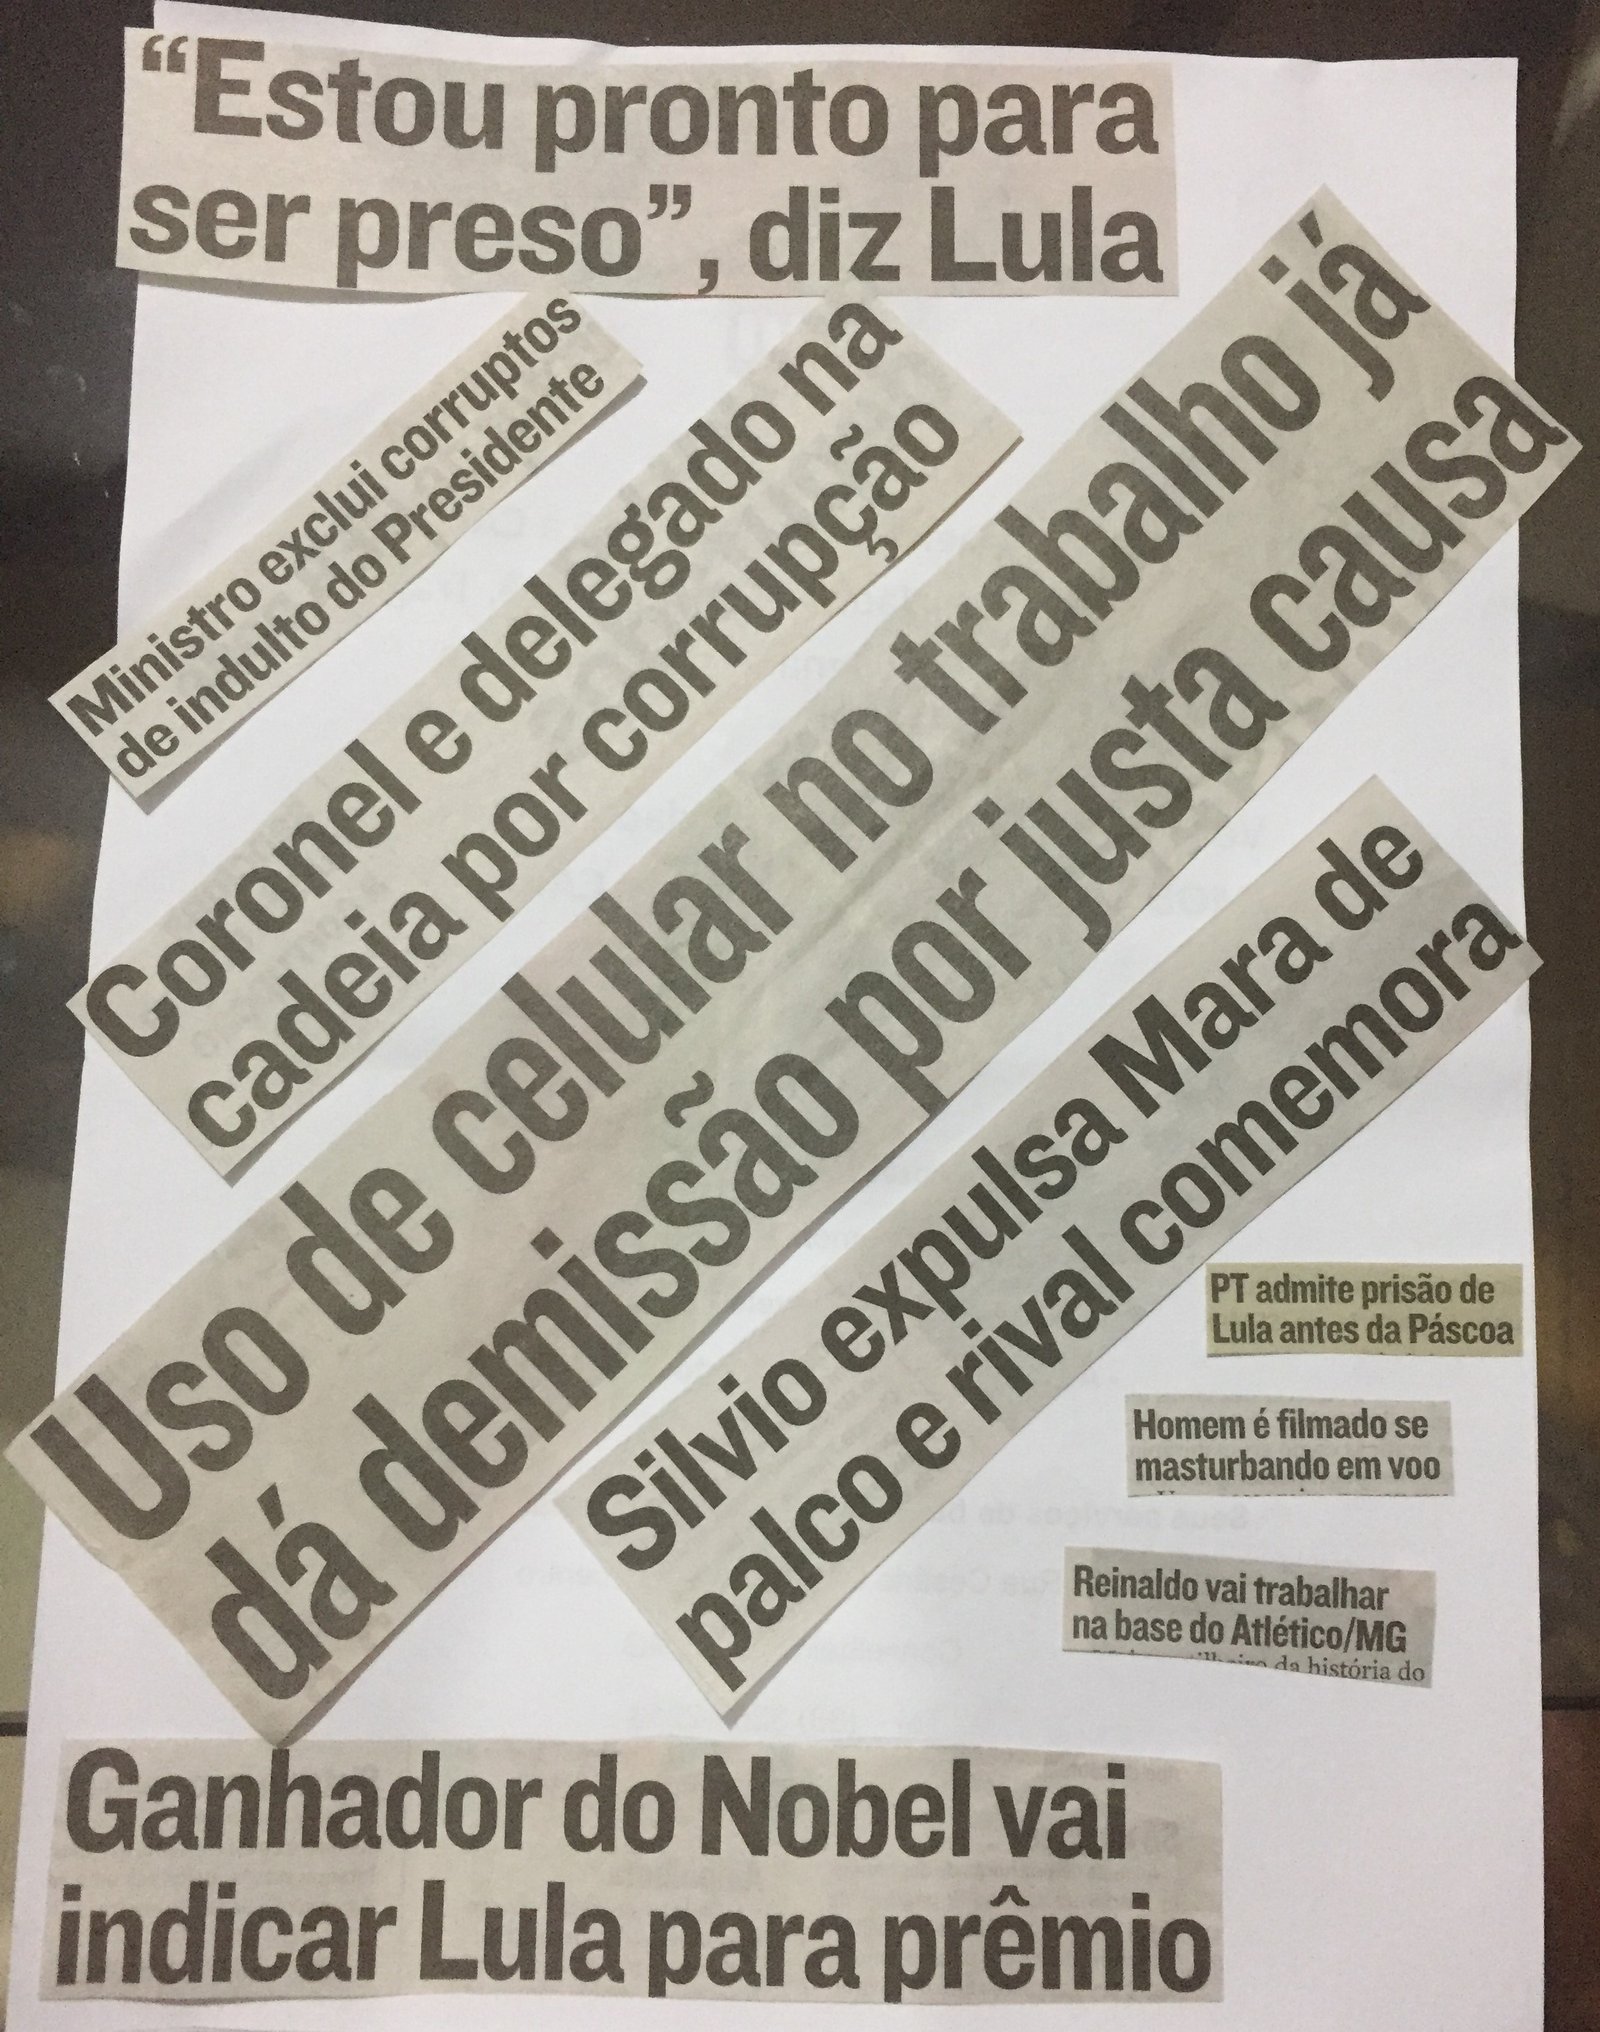 “Estou pronto para
ser preso”, diz Lula
Ministro exclui corruptos
de indulto do Presidente
Coronel e delegado na
cadeia por corrupção
Uso de celular no trabalho já
dá demissão por justa causa
Silvio expulsa Mara de
palco e rival comemora
PT admite prisão de
Lula antes da Páscoa
Homem é filmado se
masturbando em voo
Reinaldo vai trabalhar
na base do Atlético/MG
da história do
Ganhador do Nobel vai
indicar Lula para prêmio